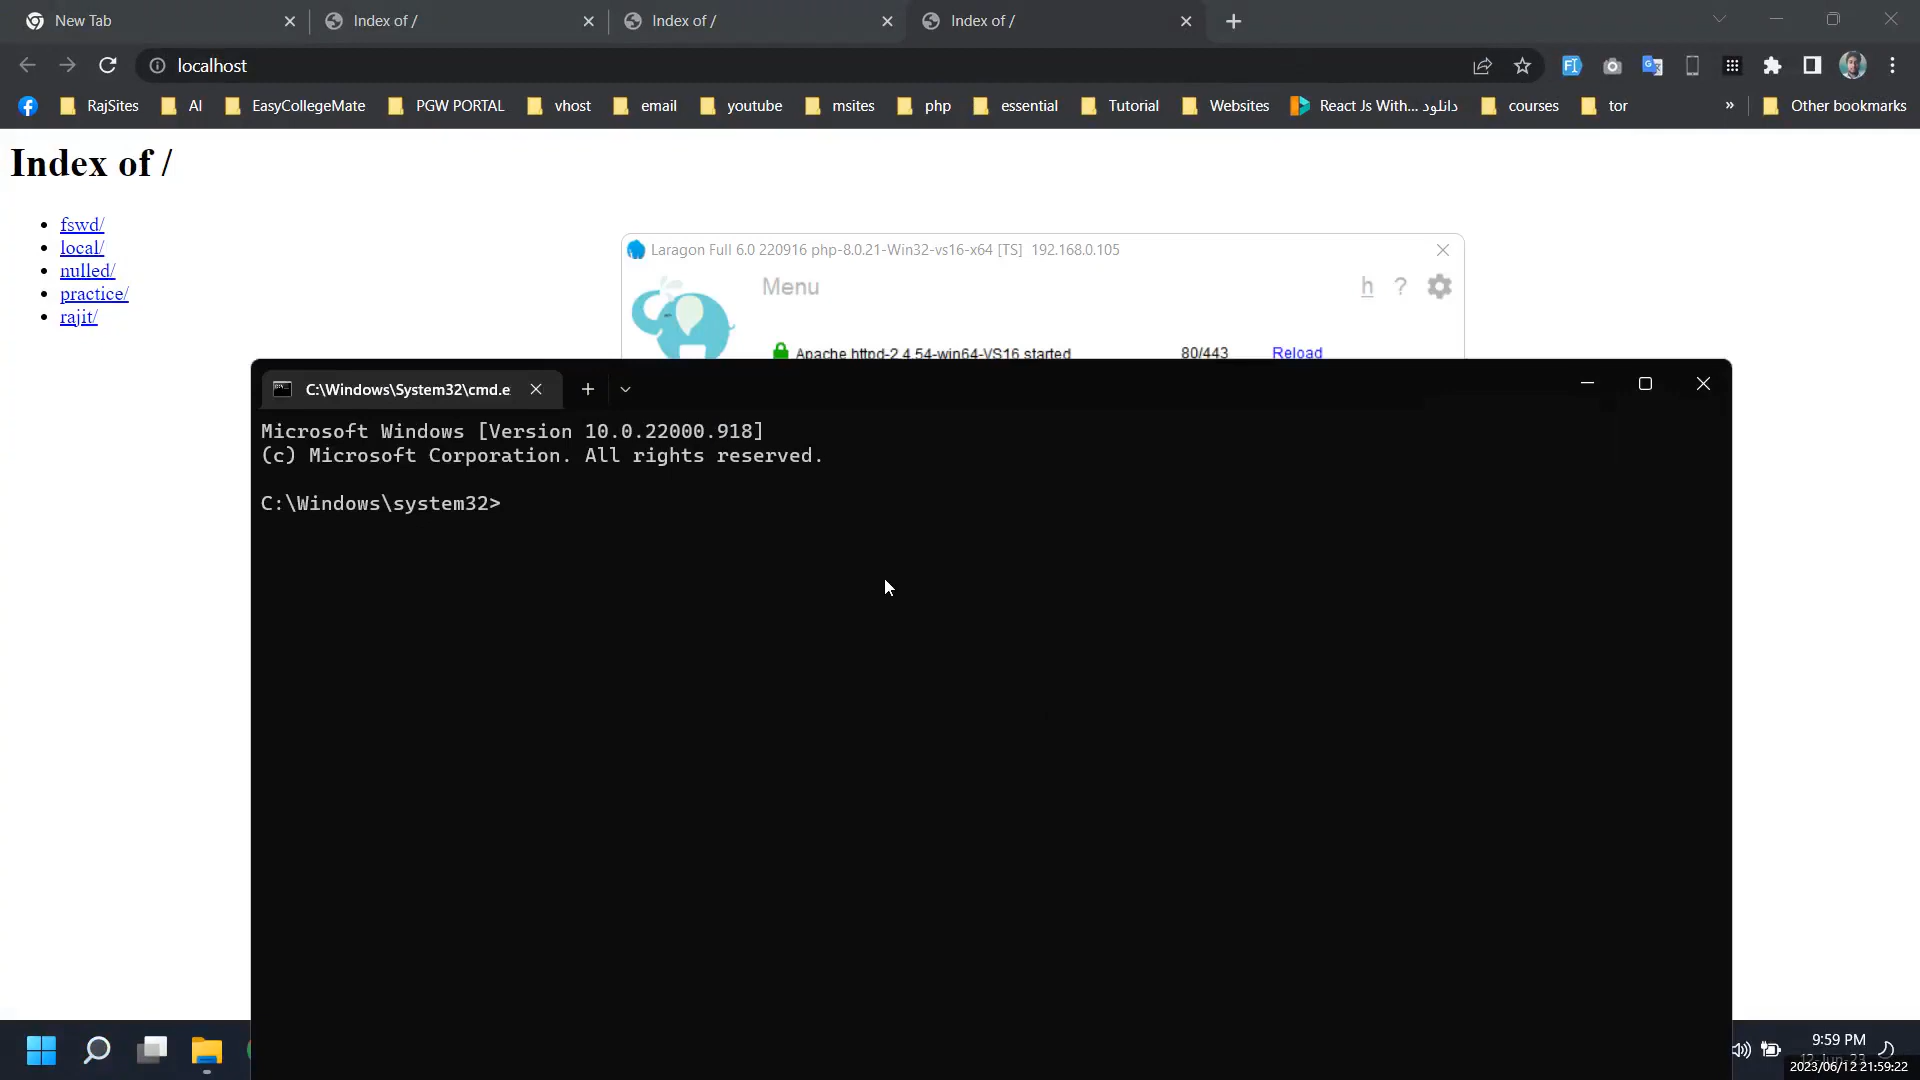 New Tab
Index of /
Index of /
Index of /
localhost
RajSites
AI
EasyCollegeMate
PGW PORTAL
vhost
email
youtube
msites
php
essential
Tutorial
Websites
React Js With... دانلود
courses
tor
»
Other bookmarks
Index of /
fswd/
local/
nulled/
practice/
rajit/
Laragon Full 6.0 220916 php-8.0.21-Win32-vs16-x64 [TS] 192.168.0.105
Menu
h ?
Apache httpd-2.4.54-win64-VS16 started 80/443 Reload
C:\Windows\System32\cmd.e
Microsoft Windows [Version 10.0.22000.918]
(c) Microsoft Corporation. All rights reserved.
C:\Windows\system32>
9:59 PM
12-Jun-23
2023/06/12 21:59:22